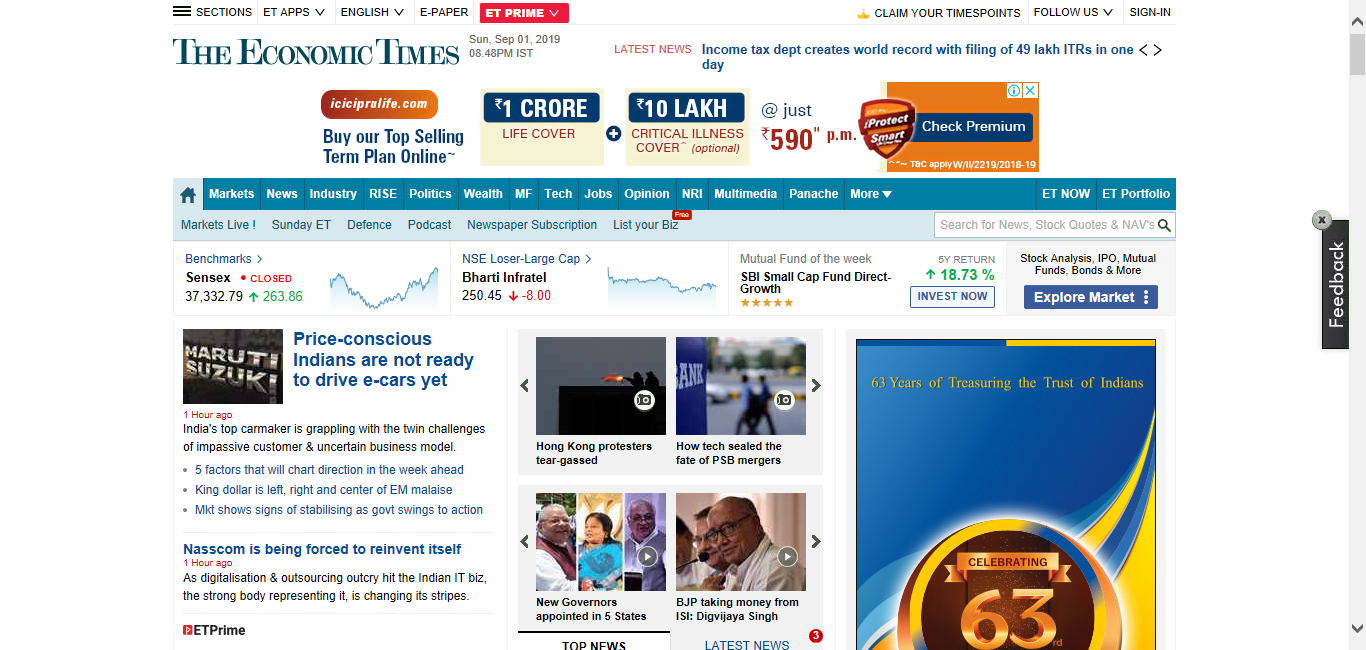 SECTIONS
ET APPS
ENGLISH
E-PAPER
ET PRIME
CLAIM YOUR TIMESPOINTS
FOLLOW US
SIGN-IN
THE ECONOMIC TIMES
Sun, Sep 01, 2019
08.48PM IST
LATEST NEWS
Income tax dept creates world record with filing of 49 lakh ITRs in one
day
iciciprulife.com
Buy our Top Selling
Term Plan Online~
₹1 CRORE
LIFE COVER
₹10 LAKH
CRITICAL ILLNESS
COVER^ (optional)
@ just
₹590" p.m.
iProtect
Smart
Check Premium
T&C apply W/II/2219/2018-19
Markets
News
Industry
RISE
Politics
Wealth
MF
Tech
Jobs
Opinion
NRI
Multimedia
Panache
More
ET NOW
ET Portfolio
Markets Live !
Sunday ET
Defence
Podcast
Newspaper Subscription
List your Biz
Free
Search for News, Stock Quotes & NAV's
x
Feedback
Benchmarks
Sensex
CLOSED
37,332.79 263.86
NSE Loser-Large Cap
Bharti Infratel
250.45 -8.00
Mutual Fund of the week
SBI Small Cap Fund Direct-
Growth
5Y RETURN
18.73 %
INVEST NOW
Stock Analysis, IPO, Mutual
Funds, Bonds & More
Explore Market
MARUTI
SUZUKI
Price-conscious
Indians are not ready
to drive e-cars yet
1 Hour ago
India's top carmaker is grappling with the twin challenges
of impassive customer & uncertain business model.
5 factors that will chart direction in the week ahead
King dollar is left, right and center of EM malaise
Mkt shows signs of stabilising as govt swings to action
Nasscom is being forced to reinvent itself
1 Hour ago
As digitalisation & outsourcing outcry hit the Indian IT biz,
the strong body representing it, is changing its stripes.
ETPrime
Hong Kong protesters
tear-gassed
BANK
How tech sealed the
fate of PSB mergers
New Governors
appointed in 5 States
BJP taking money from
ISI: Digvijaya Singh
TOP NEWS
LATEST NEWS
3
63 Years of Treasuring the Trust of Indians
CELEBRATING
63rd